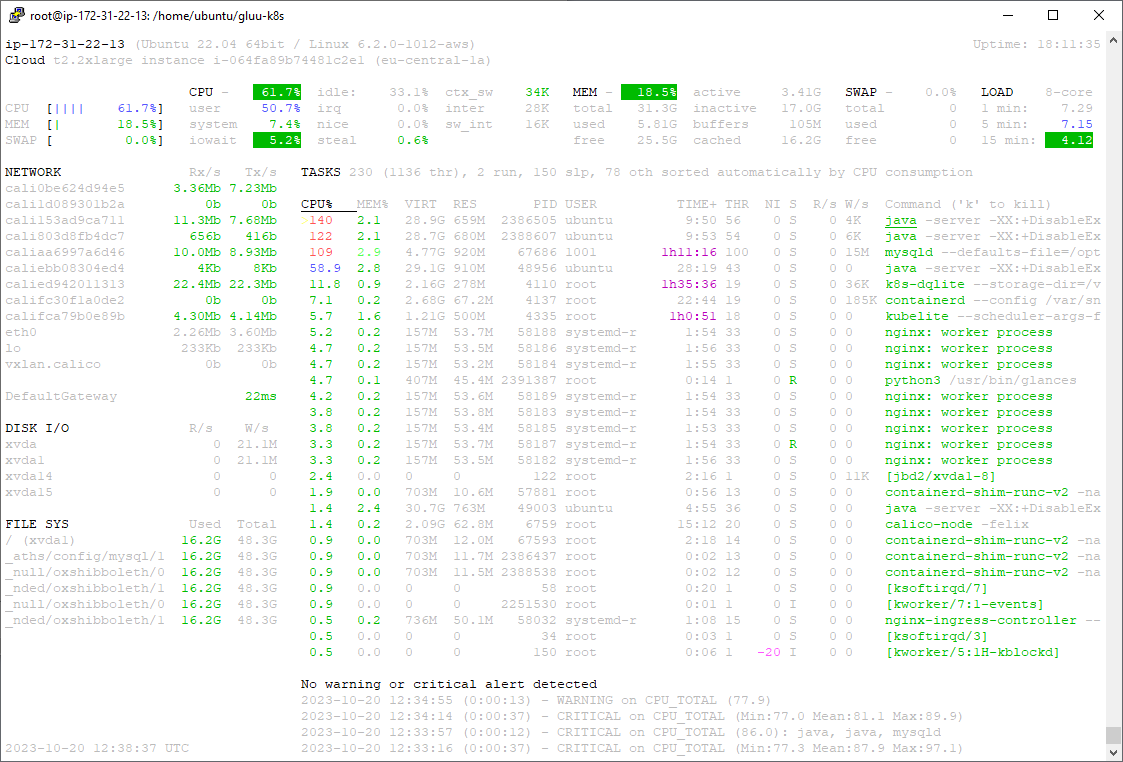 root@ip-172-31-22-13: /home/ubuntu/gluu-k8s
ip-172-31-22-13 (Ubuntu 22.04 64bit / Linux 6.2.0-1012-aws) Uptime: 18:11:35
Cloud t2.2xlarge instance i-064fa89b74481c2e1 (eu-central-1a)
CPU - 61.7% idle: 33.1% ctx_sw 34K MEM - 18.5% active 3.41G SWAP - 0.0% LOAD 8-core
CPU [|||| 61.7%] user 50.7% irq 0.0% inter 28K total 31.3G inactive 17.0G total 0 1 min: 7.29
MEM [| 18.5%] system 7.4% nice 0.0% sw_int 16K used 5.81G buffers 105M used 0 5 min: 7.15
SWAP [ 0.0%] iowait 5.2% steal 0.6% free 25.5G cached 16.2G free 0 15 min: 4.12
NETWORK Rx/s Tx/s TASKS 230 (1136 thr), 2 run, 150 slp, 78 oth sorted automatically by CPU consumption
cali0be624d94e5 3.36Mb 7.23Mb
cali1d089301b2a 0b 0b CPU% MEM% VIRT RES PID USER TIME+ THR NI S R/s W/s Command ('k' to kill)
cali153ad9ca711 11.3Mb 7.68Mb >140 2.1 28.9G 659M 2386505 ubuntu 9:50 56 0 S 0 4K java -server -XX:+DisableEx
cali803d8fb4dc7 656b 416b 122 2.1 28.7G 680M 2388607 ubuntu 9:53 54 0 S 0 6K java -server -XX:+DisableEx
caliaa6997a6d46 10.0Mb 8.93Mb 109 2.9 4.77G 920M 67686 1001 1h11:16 100 0 S 0 15M mysqld --defaults-file=/opt
caliebb08304ed4 4Kb 8Kb 58.9 2.8 29.1G 910M 48956 ubuntu 28:19 43 0 S 0 0 java -server -XX:+DisableEx
calied942011313 22.4Mb 22.3Mb 11.8 0.9 2.16G 278M 4110 root 1h35:36 19 0 S 0 36K k8s-dqlite --storage-dir=/v
califc30f1a0de2 0b 0b 7.1 0.2 2.68G 67.2M 4137 root 22:44 19 0 S 0 185K containerd --config /var/sn
califca79b0e89b 4.30Mb 4.14Mb 5.7 1.6 1.21G 500M 4335 root 1h0:51 18 0 S 0 0 kubelite --scheduler-args-f
eth0 2.26Mb 3.60Mb 5.2 0.2 157M 53.7M 58188 systemd-r 1:54 33 0 S 0 0 nginx: worker process
lo 233Kb 233Kb 4.7 0.2 157M 53.5M 58186 systemd-r 1:56 33 0 S 0 0 nginx: worker process
vxlan.calico 0b 0b 4.7 0.2 157M 53.2M 58184 systemd-r 1:55 33 0 S 0 0 nginx: worker process
4.7 0.1 407M 45.4M 2391387 root 0:14 1 0 R 0 0 python3 /usr/bin/glances
DefaultGateway 22ms 4.2 0.2 157M 53.6M 58189 systemd-r 1:54 33 0 S 0 0 nginx: worker process
3.8 0.2 157M 53.8M 58183 systemd-r 1:54 33 0 S 0 0 nginx: worker process
DISK I/O R/s W/s 3.8 0.2 157M 53.4M 58185 systemd-r 1:53 33 0 S 0 0 nginx: worker process
xvda 0 21.1M 3.3 0.2 157M 53.7M 58187 systemd-r 1:54 33 0 R 0 0 nginx: worker process
xvda1 0 21.1M 3.3 0.2 157M 53.5M 58182 systemd-r 1:56 33 0 S 0 0 nginx: worker process
xvda14 0 0 2.4 0.0 0 0 122 root 2:16 1 0 S 0 11K [jbd2/xvda1-8]
xvda15 0 0 1.9 0.0 703M 10.6M 57881 root 0:56 13 0 S 0 0 containerd-shim-runc-v2 -na
1.4 2.4 30.7G 763M 49003 ubuntu 4:55 36 0 S 0 0 java -server -XX:+DisableEx
FILE SYS Used Total 1.4 0.2 2.09G 62.8M 6759 root 15:12 20 0 S 0 0 calico-node -felix
/ (xvda1) 16.2G 48.3G 0.9 0.0 703M 12.0M 67593 root 2:18 14 0 S 0 0 containerd-shim-runc-v2 -na
_aths/config/mysql/1 16.2G 48.3G 0.9 0.0 703M 11.7M 2386437 root 0:02 13 0 S 0 0 containerd-shim-runc-v2 -na
_null/oxshibboleth/0 16.2G 48.3G 0.9 0.0 703M 11.5M 2388538 root 0:02 12 0 S 0 0 containerd-shim-runc-v2 -na
_nded/oxshibboleth/1 16.2G 48.3G 0.9 0.0 0 0 58 root 0:20 1 0 S 0 0 [ksoftirqd/7]
_null/oxshibboleth/0 16.2G 48.3G 0.9 0.0 0 0 2251530 root 0:01 1 0 I 0 0 [kworker/7:1-events]
_nded/oxshibboleth/1 16.2G 48.3G 0.5 0.2 736M 50.1M 58032 systemd-r 1:08 15 0 S 0 0 nginx-ingress-controller --
0.5 0.0 0 0 34 root 0:03 1 0 S 0 0 [ksoftirqd/3]
0.5 0.0 0 0 150 root 0:06 1 -20 I 0 0 [kworker/5:1H-kblockd]
No warning or critical alert detected
2023-10-20 12:34:55 (0:00:13) - WARNING on CPU_TOTAL (77.9)
2023-10-20 12:34:14 (0:00:37) - CRITICAL on CPU_TOTAL (Min:77.0 Mean:81.1 Max:89.9)
2023-10-20 12:33:57 (0:00:12) - CRITICAL on CPU_TOTAL (86.0): java, java, mysqld
2023-10-20 12:38:37 UTC 2023-10-20 12:33:16 (0:00:37) - CRITICAL on CPU_TOTAL (Min:77.3 Mean:87.9 Max:97.1)